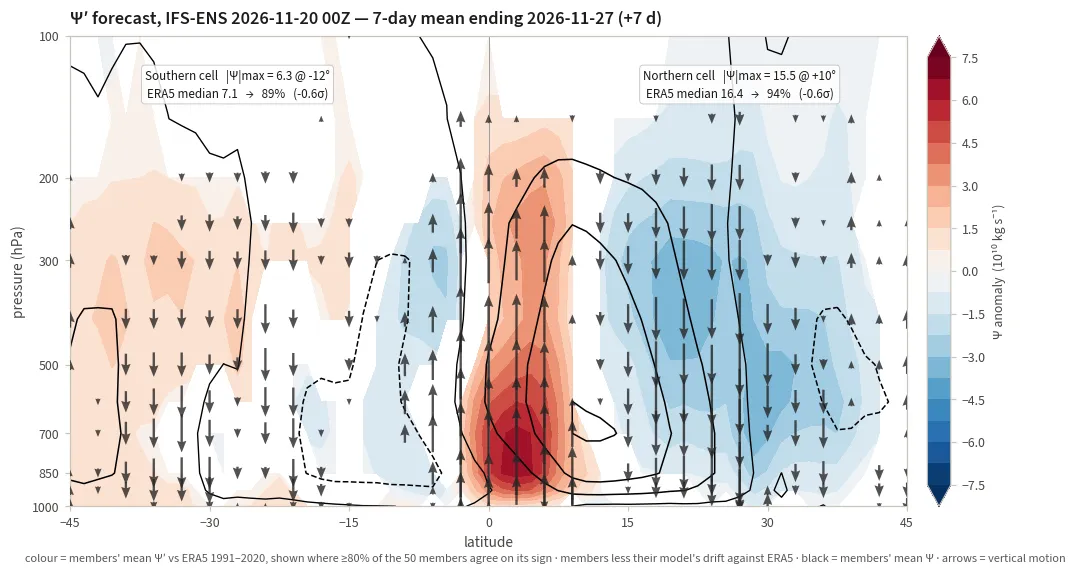 Ψ′ forecast, IFS-ENS 2026-11-20 00Z — 7-day mean ending 2026-11-27 (+7 d)
Southern cell |Ψ|max = 6.3 @ -12°
ERA5 median 7.1 → 89% (-0.6σ)
Northern cell |Ψ|max = 15.5 @ +10°
ERA5 median 16.4 → 94% (-0.6σ)
pressure (hPa)
100
200
300
400
500
700
850
1000
−45
−30
−15
0
15
30
45
latitude
7.5
6.0
4.5
3.0
1.5
0.0
−1.5
−3.0
−4.5
−6.0
−7.5
Ψ anomaly (10¹⁰ kg s⁻¹)
colour = members' mean Ψ′ vs ERA5 1991–2020, shown where ≥80% of the 50 members agree on its sign · members less their model's drift against ERA5 · black = members' mean Ψ · arrows = vertical motion